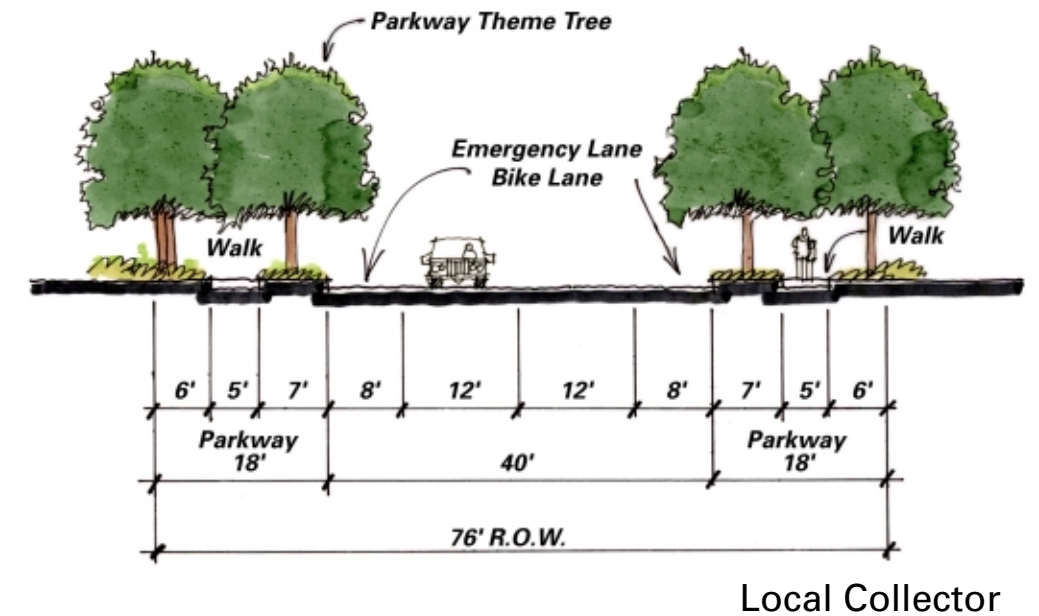 Parkway Theme Tree
Emergency Lane
Bike Lane
Walk
Walk
6' 5' 7' 8' 12' 12' 8' 7' 5' 6'
Parkway
18'
40'
Parkway
18'
76' R.O.W.
Local Collector